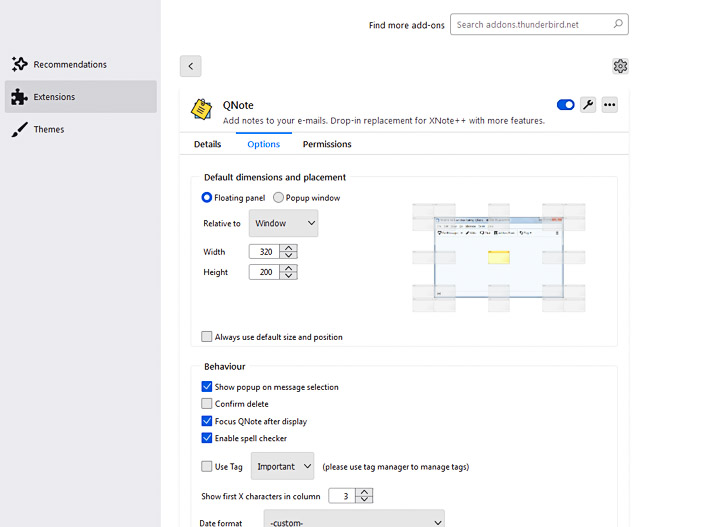 Find more add-ons
Search addons.thunderbird.net
Recommendations
Extensions
Themes
QNote
Add notes to your e-mails. Drop-in replacement for XNote++ with more features.
Details Options Permissions
Default dimensions and placement
Floating panel Popup window
Relative to Window
Width 320
Height 200
Always use default size and position
Behaviour
Show popup on message selection
Confirm delete
Focus QNote after display
Enable spell checker
Use Tag Important (please use tag manager to manage tags)
Show first X characters in column 3
Date format -custom-